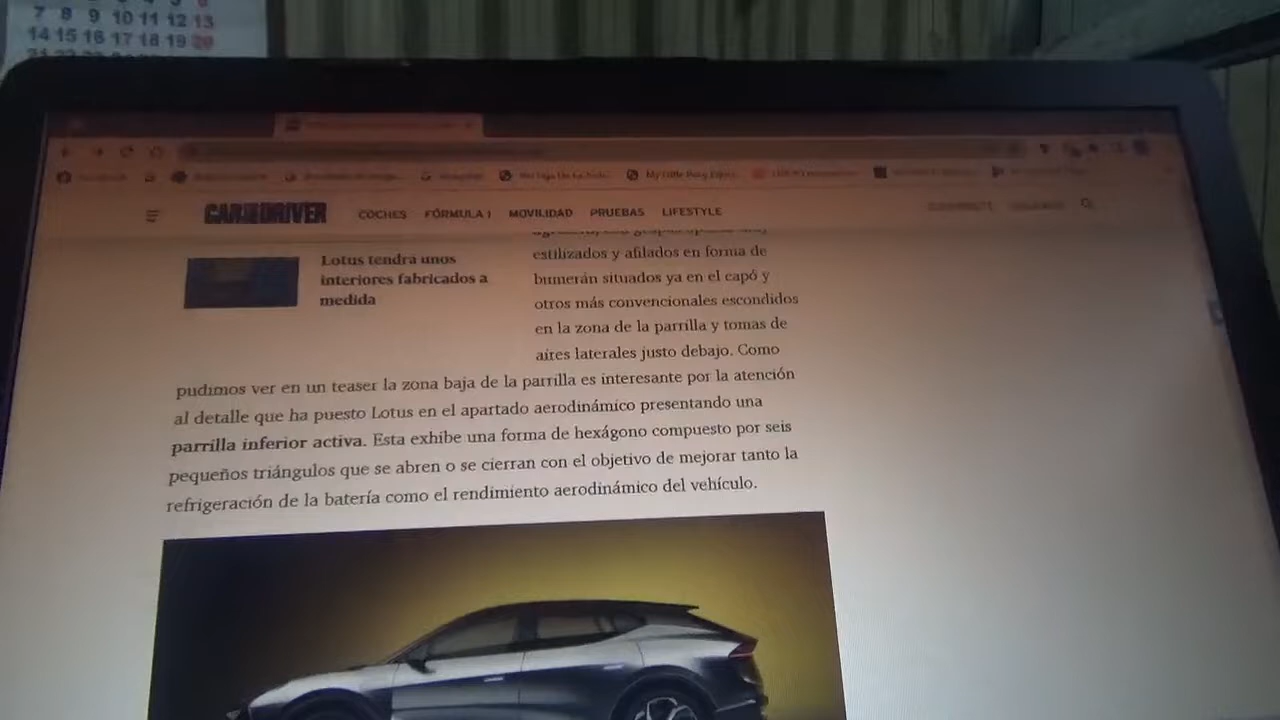 7 8 9 10 11 12 13
14 15 16 17 18 19 20
CAR AND DRIVER
COCHES FÓRMULA 1 MOVILIDAD PRUEBAS LIFESTYLE
Lotus tendrá unos
interiores fabricados a
medida
estilizados y afilados en forma de
bumerán situados ya en el capó y
otros más convencionales escondidos
en la zona de la parrilla y tomas de
aires laterales justo debajo. Como
pudimos ver en un teaser la zona baja de la parrilla es interesante por la atención
al detalle que ha puesto Lotus en el apartado aerodinámico presentando una
parrilla inferior activa. Esta exhibe una forma de hexágono compuesto por seis
pequeños triángulos que se abren o se cierran con el objetivo de mejorar tanto la
refrigeración de la batería como el rendimiento aerodinámico del vehículo.